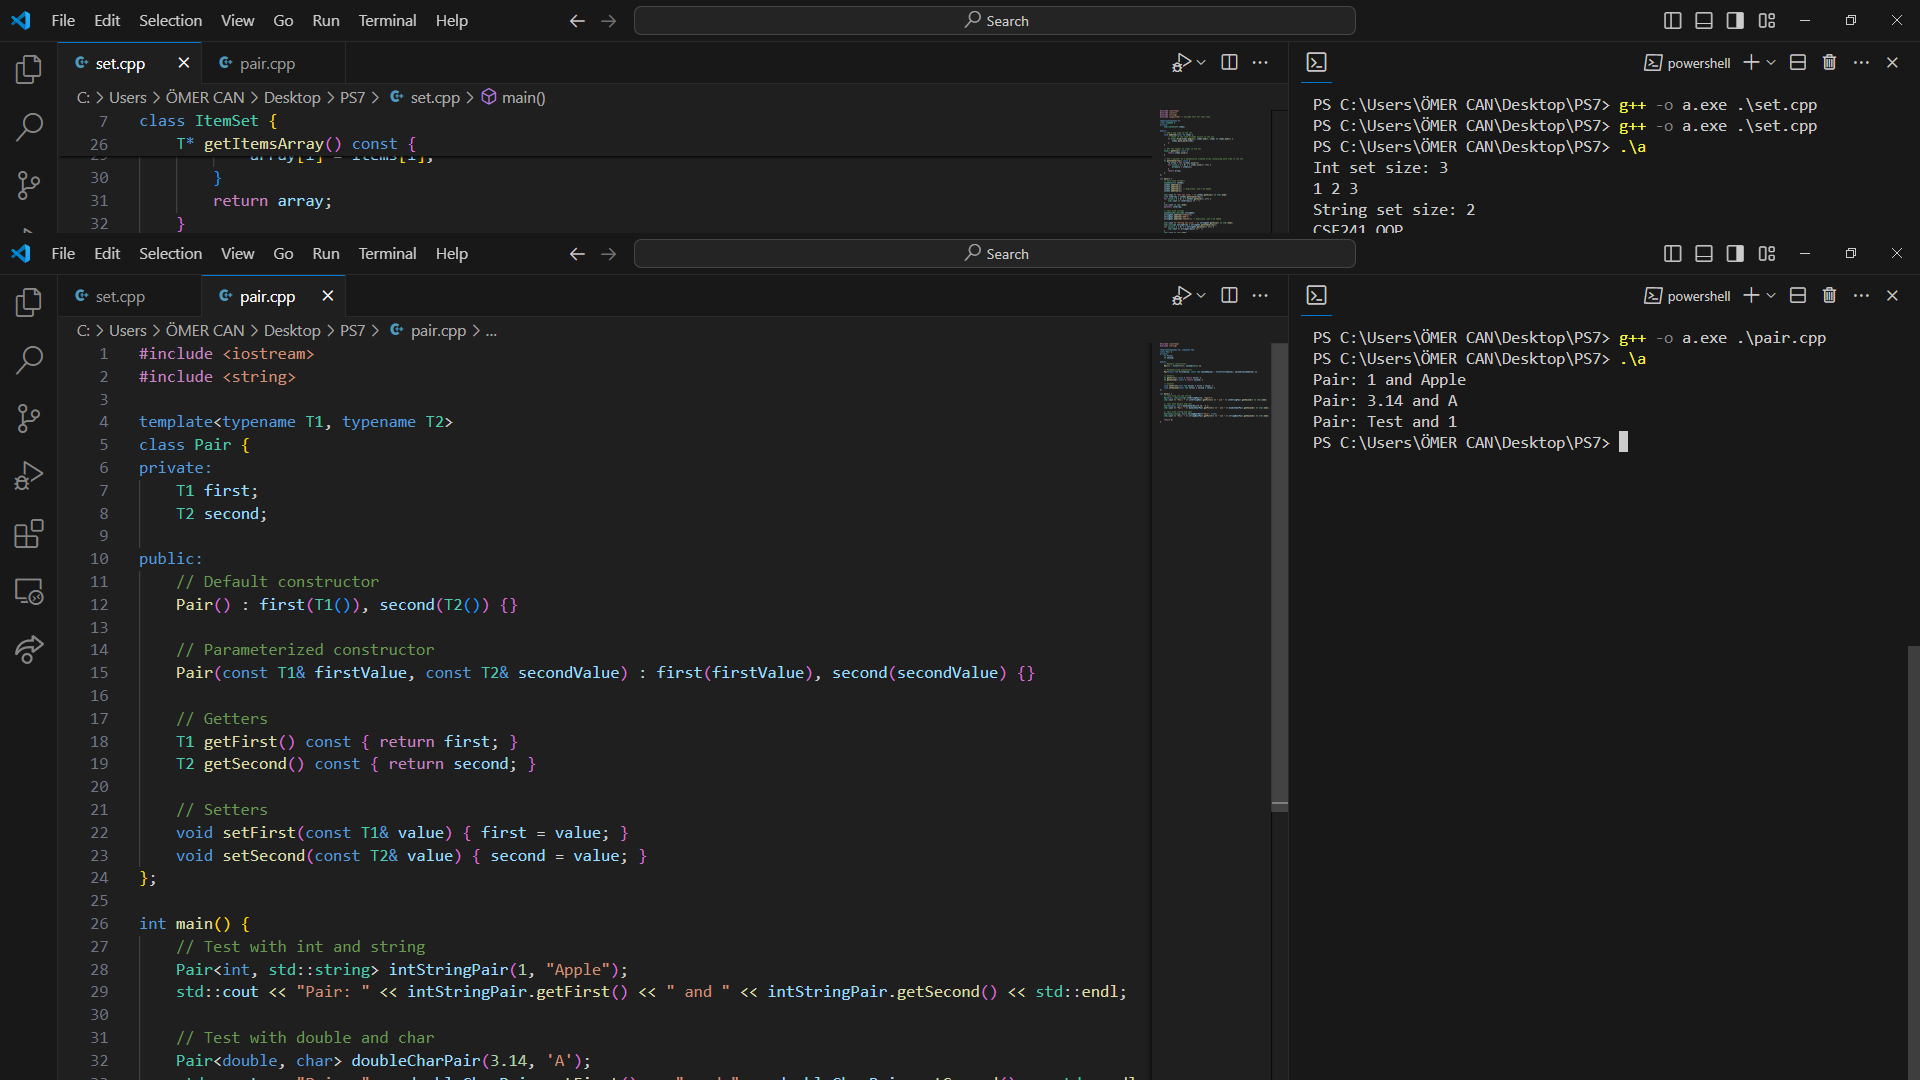 File Edit Selection View Go Run Terminal Help Search
set.cpp pair.cpp
C: > Users > ÖMER CAN > Desktop > PS7 > set.cpp > main()
7 class ItemSet {
26 T* getItemsArray() const {
array[i] = items[i];
30 }
31 return array;
32 }
powershell
PS C:\Users\ÖMER CAN\Desktop\PS7> g++ -o a.exe .\set.cpp
PS C:\Users\ÖMER CAN\Desktop\PS7> g++ -o a.exe .\set.cpp
PS C:\Users\ÖMER CAN\Desktop\PS7> .\a
Int set size: 3
1 2 3
String set size: 2
CSE241 OOP
File Edit Selection View Go Run Terminal Help Search
set.cpp pair.cpp
C: > Users > ÖMER CAN > Desktop > PS7 > pair.cpp > ...
1 #include <iostream>
2 #include <string>
3
4 template<typename T1, typename T2>
5 class Pair {
6 private:
7 T1 first;
8 T2 second;
9
10 public:
11 // Default constructor
12 Pair() : first(T1()), second(T2()) {}
13
14 // Parameterized constructor
15 Pair(const T1& firstValue, const T2& secondValue) : first(firstValue), second(secondValue) {}
16
17 // Getters
18 T1 getFirst() const { return first; }
19 T2 getSecond() const { return second; }
20
21 // Setters
22 void setFirst(const T1& value) { first = value; }
23 void setSecond(const T2& value) { second = value; }
24 };
25
26 int main() {
27 // Test with int and string
28 Pair<int, std::string> intStringPair(1, "Apple");
29 std::cout << "Pair: " << intStringPair.getFirst() << " and " << intStringPair.getSecond() << std::endl;
30
31 // Test with double and char
32 Pair<double, char> doubleCharPair(3.14, 'A');
powershell
PS C:\Users\ÖMER CAN\Desktop\PS7> g++ -o a.exe .\pair.cpp
PS C:\Users\ÖMER CAN\Desktop\PS7> .\a
Pair: 1 and Apple
Pair: 3.14 and A
Pair: Test and 1
PS C:\Users\ÖMER CAN\Desktop\PS7>